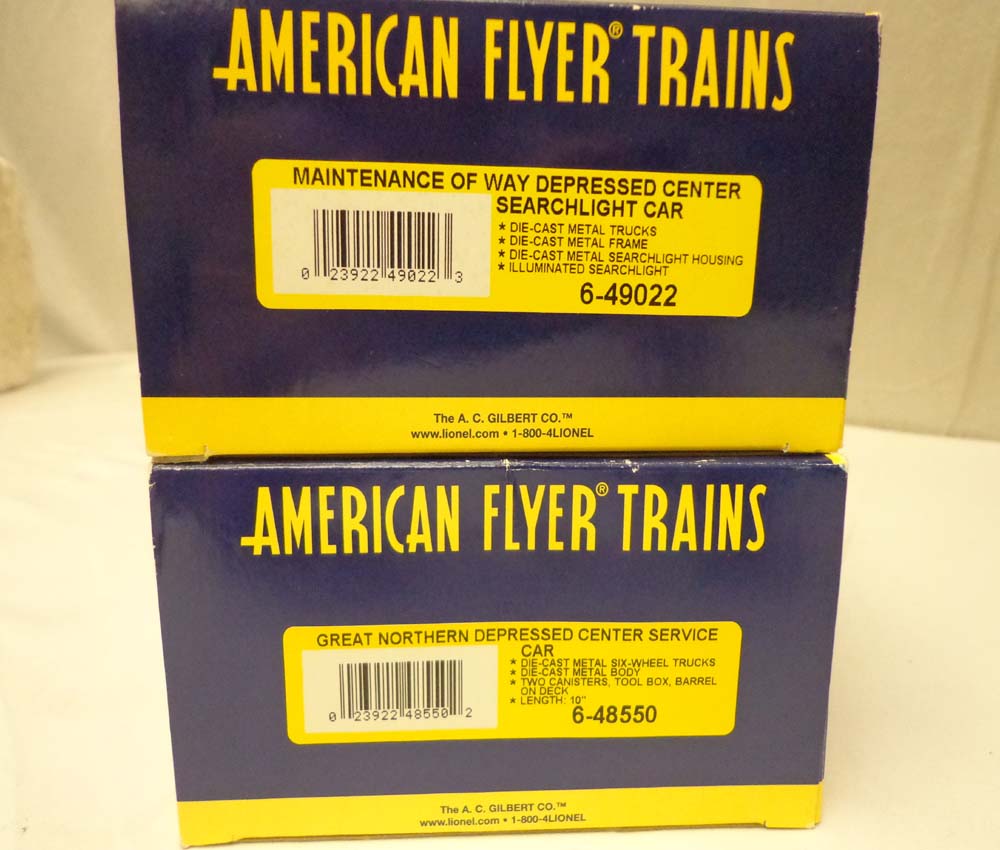 AMERICAN FLYER® TRAINS
MAINTENANCE OF WAY DEPRESSED CENTER
SEARCHLIGHT CAR
★ DIE-CAST METAL TRUCKS
★ DIE-CAST METAL FRAME
★ DIE-CAST METAL SEARCHLIGHT HOUSING
★ ILLUMINATED SEARCHLIGHT
0 23922 49022 3
6-49022
The A. C. GILBERT CO.™
www.lionel.com • 1-800-4LIONEL
AMERICAN FLYER® TRAINS
GREAT NORTHERN DEPRESSED CENTER SERVICE
CAR
★ DIE-CAST METAL SIX-WHEEL TRUCKS
★ DIE-CAST METAL BODY
★ TWO CANISTERS, TOOL BOX, BARREL
ON DECK
★ LENGTH: 10"
0 23922 48550 2
6-48550
The A. C. GILBERT CO.™
www.lionel.com • 1-800-4LIONEL